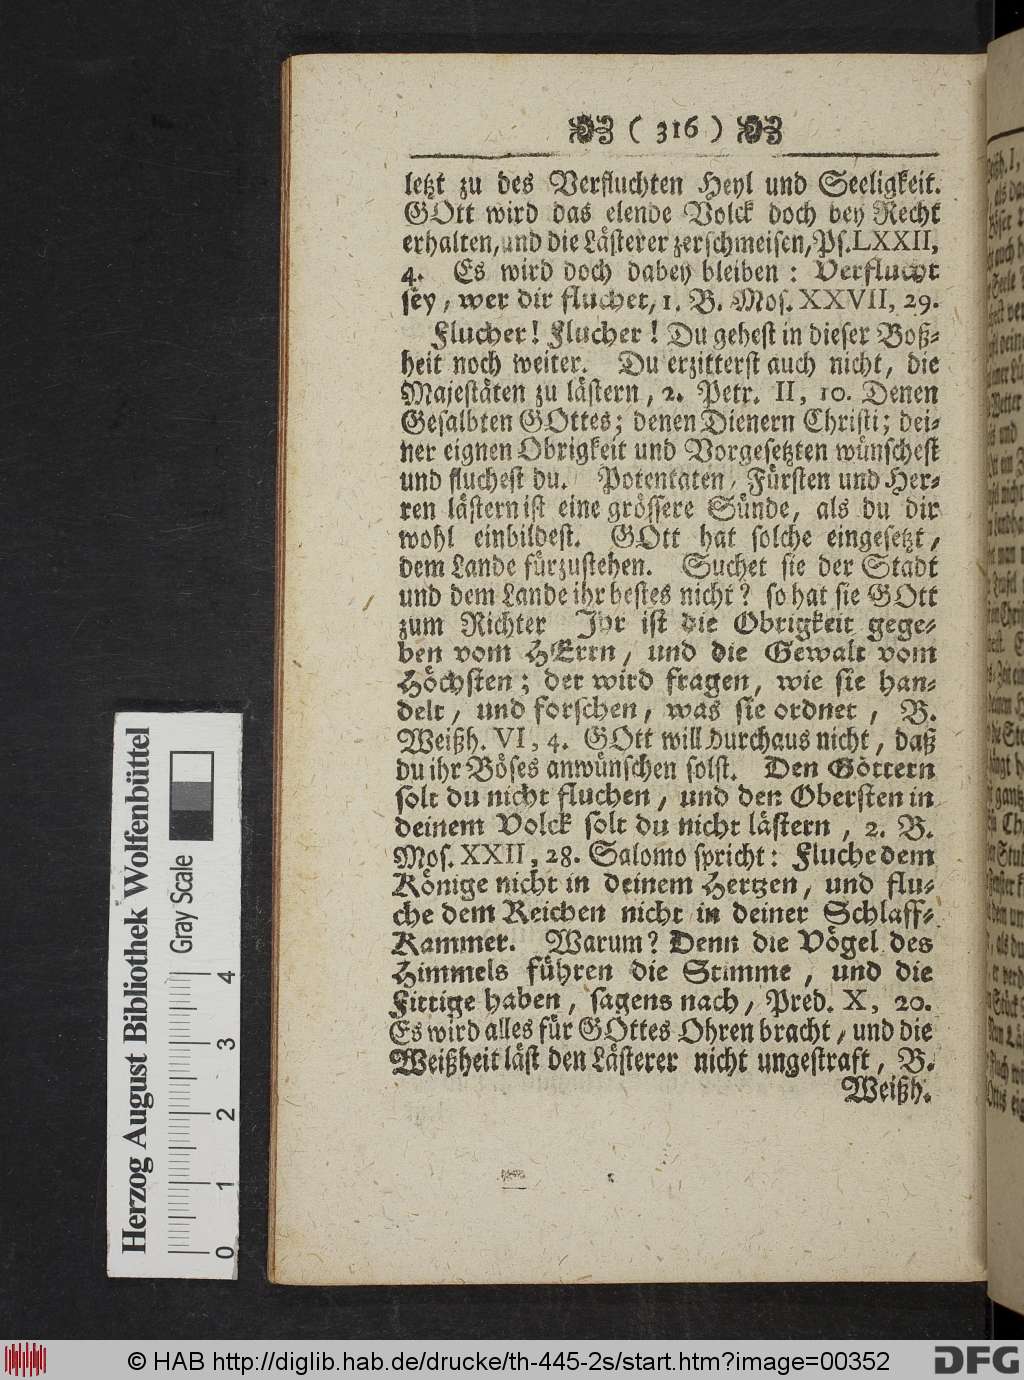 ( 316 )
letzt zu des Verfluchten Heyl und Seeligkeit.
GOtt wird das elende Volck doch bey Recht
erhalten, und die Lästerer zerschmeisen, Ps. LXXII,
4. Es wird doch dabey bleiben: Verflucht
sey, wer dir fluchet, 1. B. Mos. XXVII, 29.
Flucher! Flucher! Du gehest in dieser Boß-
heit noch weiter. Du erzitterst auch nicht, die
Majestäten zu lästern, 2. Petr. II, 10. Denen
Gesalbten GOttes; denen Dienern Christi; dei-
ner eignen Obrigkeit und Vorgesetzten wünschest
und fluchest du. Potentaten, Fürsten und Her-
ren lästern ist eine grössere Sünde, als du dir
wohl einbildest. GOtt hat solche eingesetzt,
dem Lande fürzustehen. Suchet sie der Stadt
und dem Lande ihr bestes nicht? so hat sie GOtt
zum Richter Ihr ist die Obrigkeit gege-
ben vom HErrn, und die Gewalt vom
Höchsten; der wird fragen, wie sie han-
delt, und forschen, was sie ordnet, B.
Weißh. VI, 4. GOtt will durchaus nicht, daß
du ihr Böses anwünschen solst. Den Göttern
solt du nicht fluchen, und den Obersten in
deinem Volck solt du nicht lästern, 2. B.
Mos. XXII, 28. Salomo spricht: Fluche dem
Könige nicht in deinem Hertzen, und flu-
che dem Reichen nicht in deiner Schlaff-
Kammer. Warum? Denn die Vögel des
Himmels führen die Stimme, und die
Fittige haben, sagens nach, Pred. X, 20.
Es wird alles für GOttes Ohren bracht, und die
Weißheit läst den Lästerer nicht ungestraft, B.
Weißh.
Herzog August Bibliothek Wolfenbüttel
Gray Scale
0 1 2 3 4
© HAB http://diglib.hab.de/drucke/th-445-2s/start.htm?image=00352
DFG